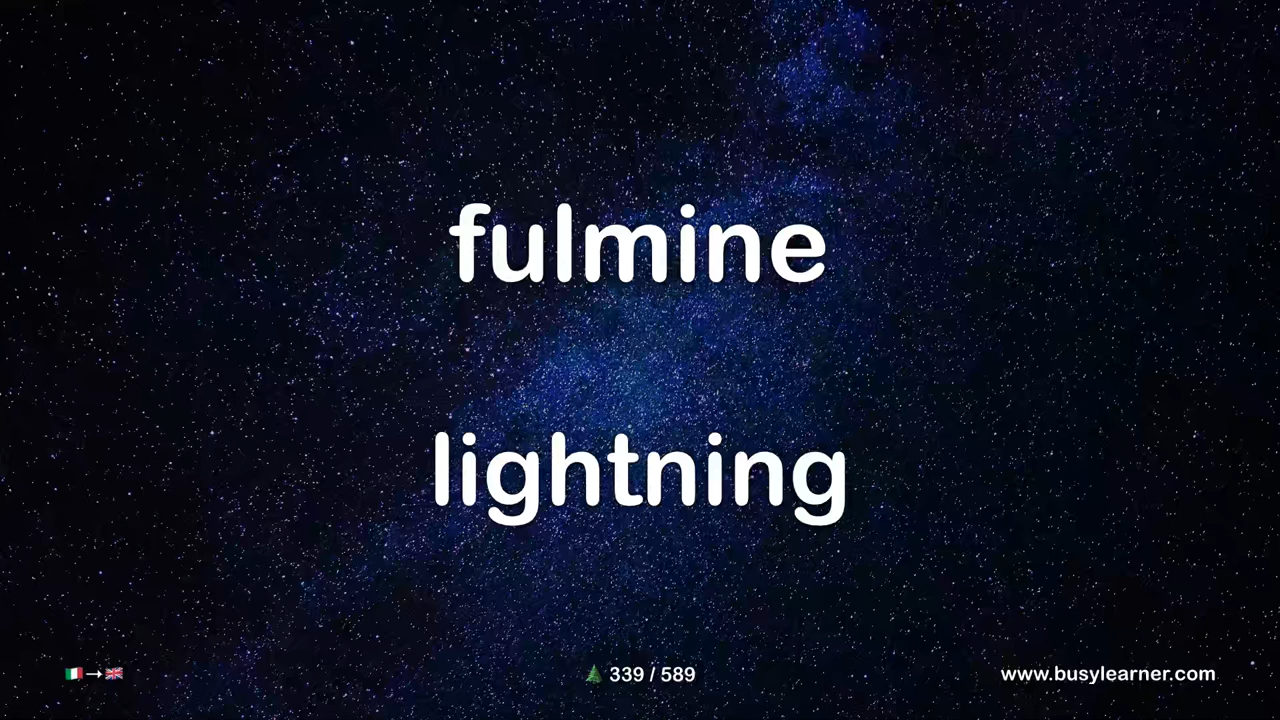 fulmine
lightning
🇮🇹→🇬🇧
🌲 339 / 589
www.busylearner.com